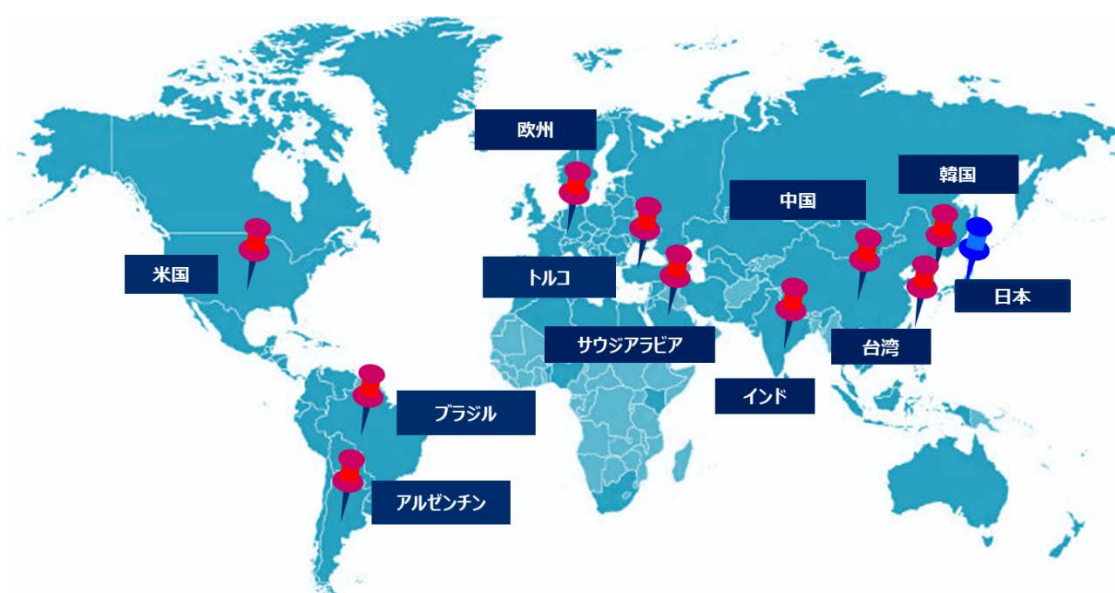 欧州
韓国
中国
米国
トルコ
日本
サウジアラビア
台湾
インド
ブラジル
アルゼンチン